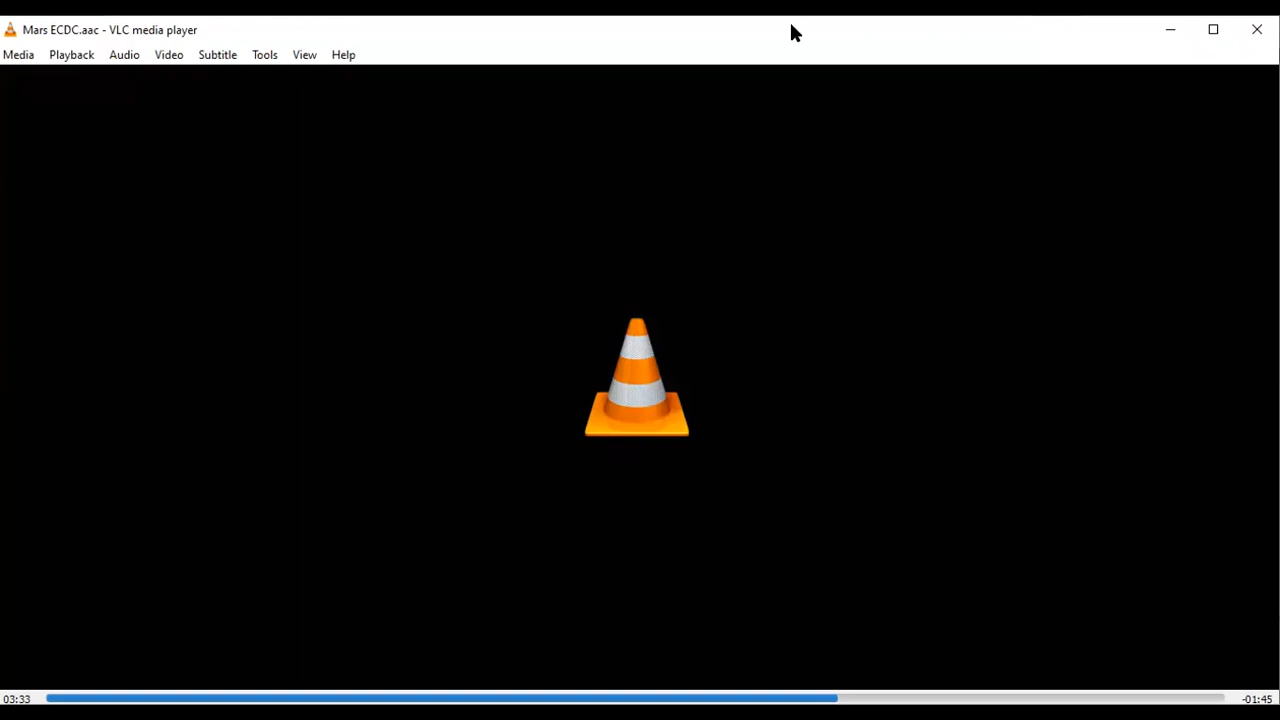 Mars ECDC.aac - VLC media player
Media Playback Audio Video Subtitle Tools View Help
03:33 -01:45